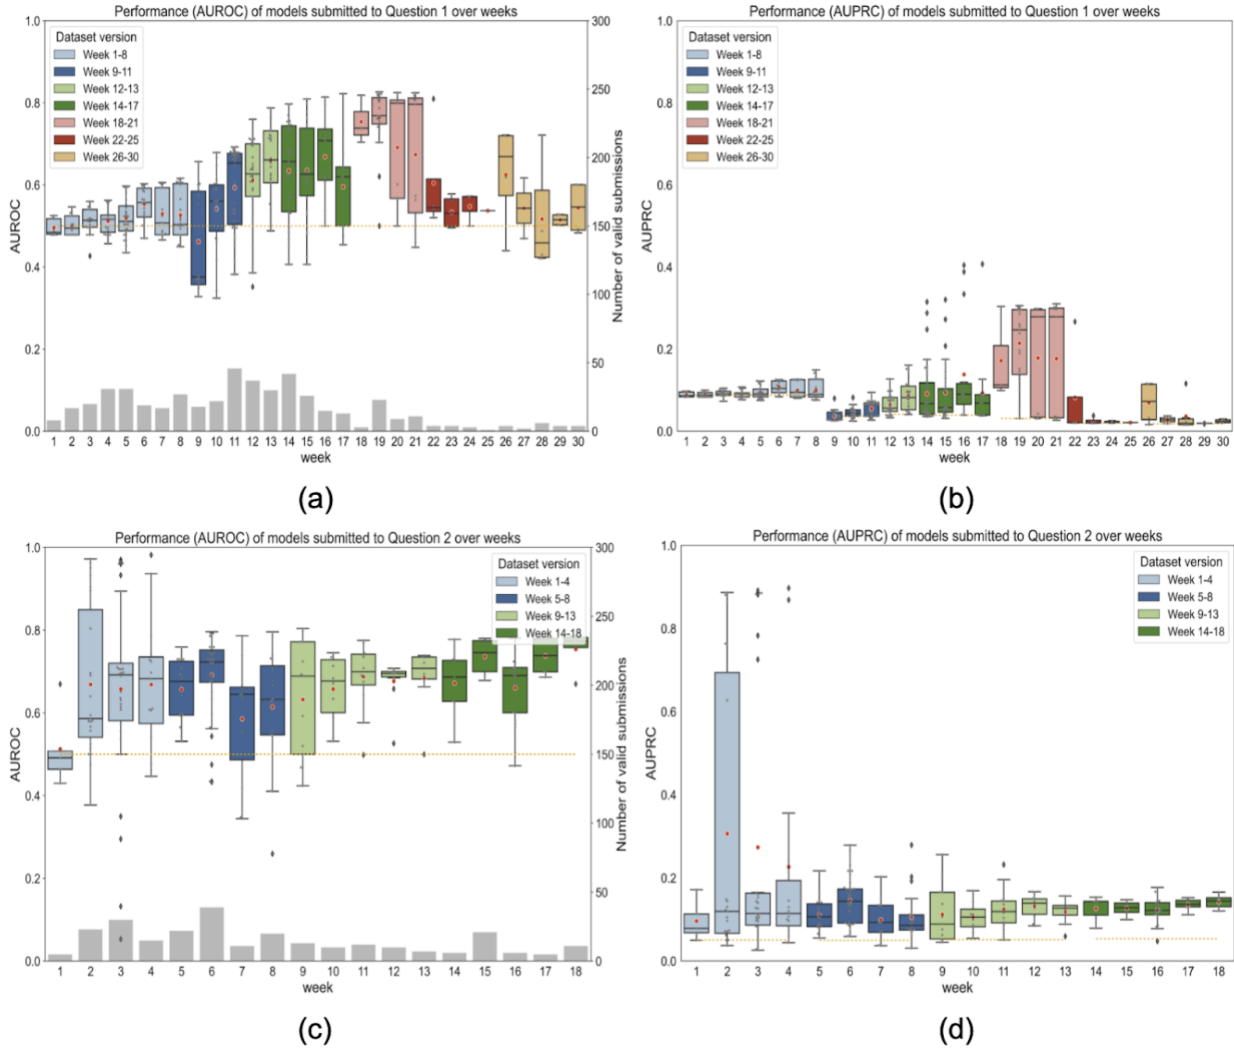 Performance (AUROC) of models submitted to Question 1 over weeks
1.0
0.8
0.6
0.4
0.2
0.0
AUROC
300
250
200
150
100
50
0
Number of valid submissions
Dataset version
Week 1-8
Week 9-11
Week 12-13
Week 14-17
Week 18-21
Week 22-25
Week 26-30
1 2 3 4 5 6 7 8 9 10 11 12 13 14 15 16 17 18 19 20 21 22 23 24 25 26 27 28 29 30
week
(a)
Performance (AUPRC) of models submitted to Question 1 over weeks
1.0
0.8
0.6
0.4
0.2
0.0
AUPRC
Dataset version
Week 1-8
Week 9-11
Week 12-13
Week 14-17
Week 18-21
Week 22-25
Week 26-30
1 2 3 4 5 6 7 8 9 10 11 12 13 14 15 16 17 18 19 20 21 22 23 24 25 26 27 28 29 30
week
(b)
Performance (AUROC) of models submitted to Question 2 over weeks
1.0
0.8
0.6
0.4
0.2
0.0
AUROC
300
250
200
150
100
50
0
Number of valid submissions
Dataset version
Week 1-4
Week 5-8
Week 9-13
Week 14-18
1 2 3 4 5 6 7 8 9 10 11 12 13 14 15 16 17 18
week
(c)
Performance (AUPRC) of models submitted to Question 2 over weeks
1.0
0.8
0.6
0.4
0.2
0.0
AUPRC
Dataset version
Week 1-4
Week 5-8
Week 9-13
Week 14-18
1 2 3 4 5 6 7 8 9 10 11 12 13 14 15 16 17 18
week
(d)